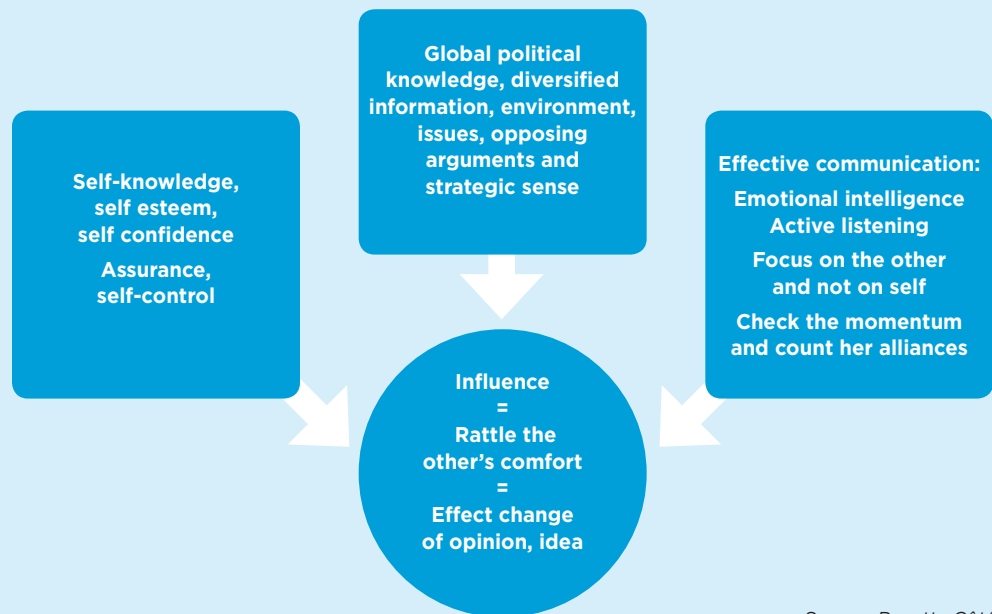 Global political
knowledge, diversified
information, environment,
issues, opposing
arguments and
strategic sense
Self-knowledge,
self esteem,
self confidence
Assurance,
self-control
Effective communication:
Emotional intelligence
Active listening
Focus on the other
and not on self
Check the momentum
and count her alliances
Influence
=
Rattle the
other's comfort
=
Effect change
of opinion, idea